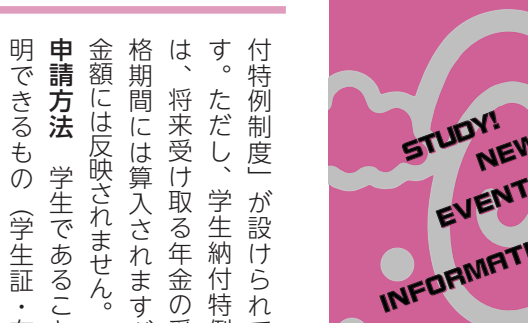 付特例制度」が設けられて
す。ただし、学生納付特例
は、将来受け取る年金の受
格期間には算入されますが
金額には反映されません。
申請方法　学生であるこ
明できるもの（学生証・
STUDY!
NEW
EVENT
INFORMATI